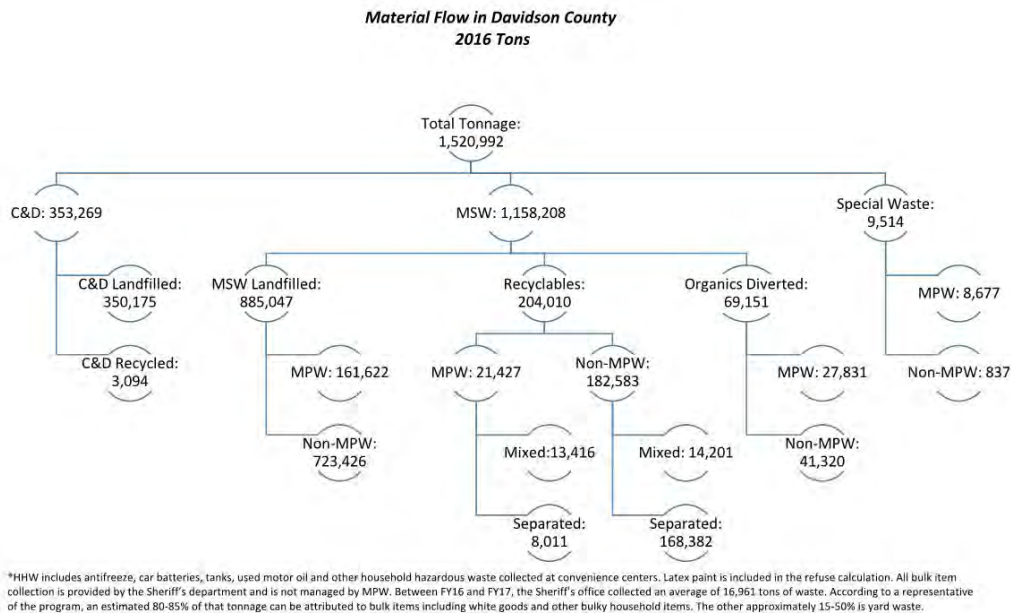 Material Flow in Davidson County
2016 Tons
Total Tonnage:
1,520,992
C&D: 353,269
MSW: 1,158,208
Special Waste:
9,514
C&D Landfilled:
350,175
MSW Landfilled:
885,047
Recyclables:
204,010
Organics Diverted:
69,151
MPW: 8,677
C&D Recycled:
3,094
MPW: 161,622
MPW: 21,427
Non-MPW:
182,583
MPW: 27,831
Non-MPW: 837
Non-MPW:
723,426
Mixed:13,416
Mixed: 14,201
Non-MPW:
41,320
Separated:
8,011
Separated:
168,382
*HHW includes antifreeze, car batteries, tanks, used motor oil and other household hazardous waste collected at convenience centers. Latex paint is included in the refuse calculation. All bulk item
collection is provided by the Sheriff's department and is not managed by MPW. Between FY16 and FY17, the Sheriff's office collected an average of 16,961 tons of waste. According to a representative
of the program, an estimated 80-85% of that tonnage can be attributed to bulk items including white goods and other bulky household items. The other approximately 15-50% is yard waste.